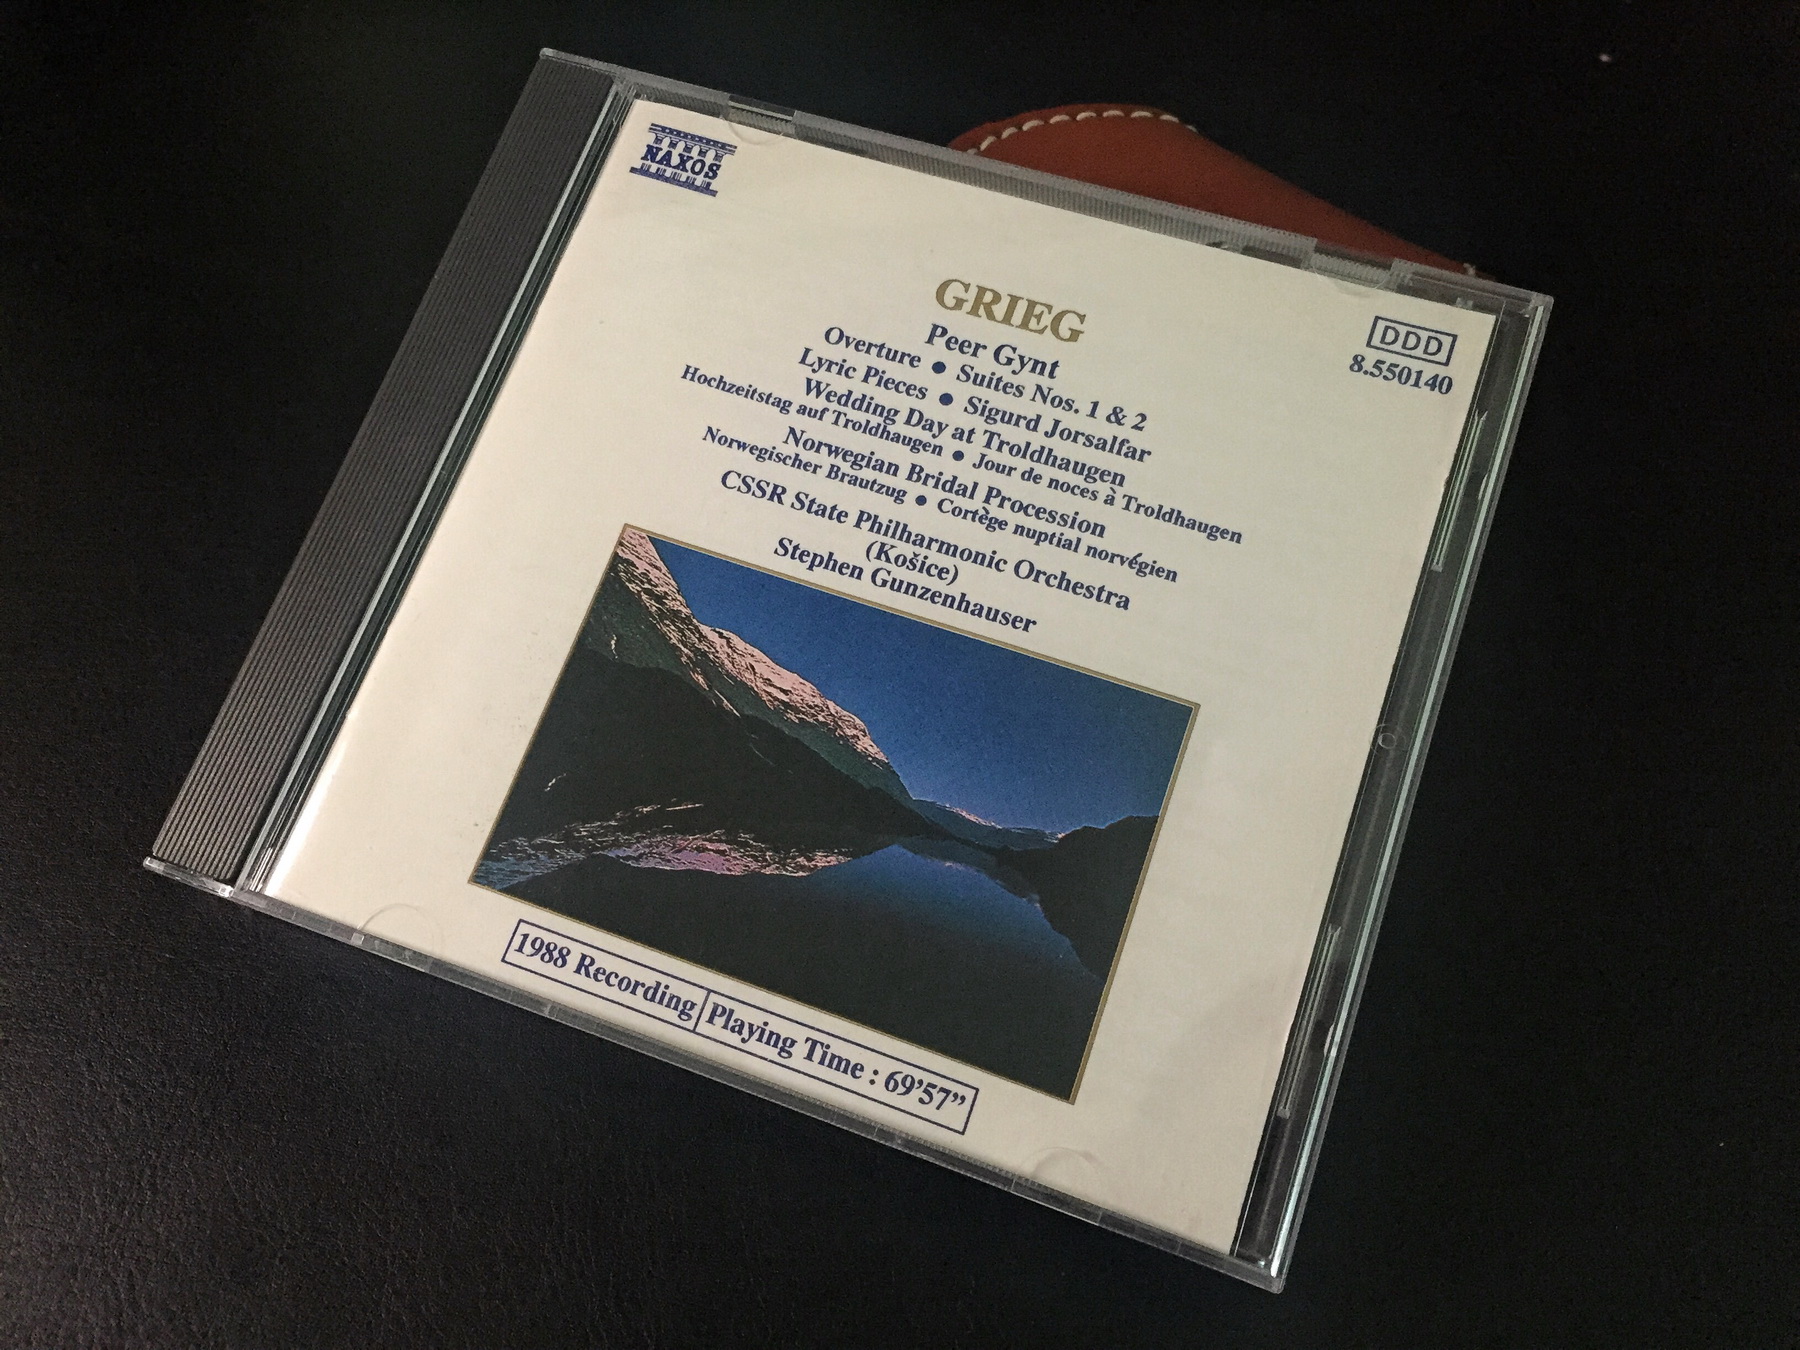 NAXOS
GRIEG
Peer Gynt
Overture ● Suites Nos. 1 & 2
Lyric Pieces ● Sigurd Jorsalfar
Wedding Day at Troldhaugen
Hochzeitstag auf Troldhaugen ● Jour de noces à Troldhaugen
Norwegian Bridal Procession
Norwegischer Brautzug ● Cortège nuptial norvégien
CSSR State Philharmonic Orchestra
(Košice)
Stephen Gunzenhauser
DDD
8.550140
1988 Recording Playing Time : 69’57”